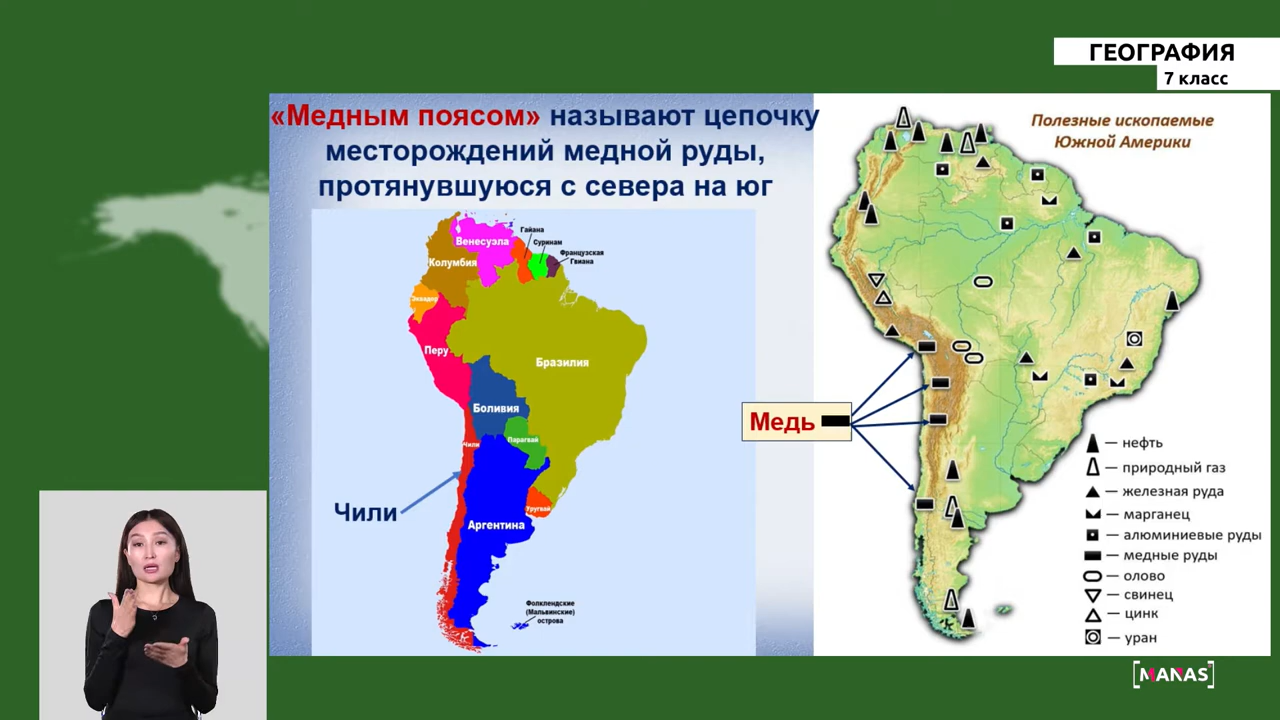 ГЕОГРАФИЯ
7 класс
«Медным поясом» называют цепочку
месторождений медной руды,
протянувшуюся с севера на юг
Венесуэла
Гайана
Суринам
Французская
Гвиана
Колумбия
Эквадор
Перу
Бразилия
Боливия
Парагвай
Чили
Чили
Уругвай
Аргентина
Фолклендские
(Мальвинские)
острова
Полезные ископаемые
Южной Америки
Медь
— нефть
— природный газ
— железная руда
— марганец
— алюминиевые руды
— медные руды
— олово
— свинец
— цинк
— уран
[MANAS]